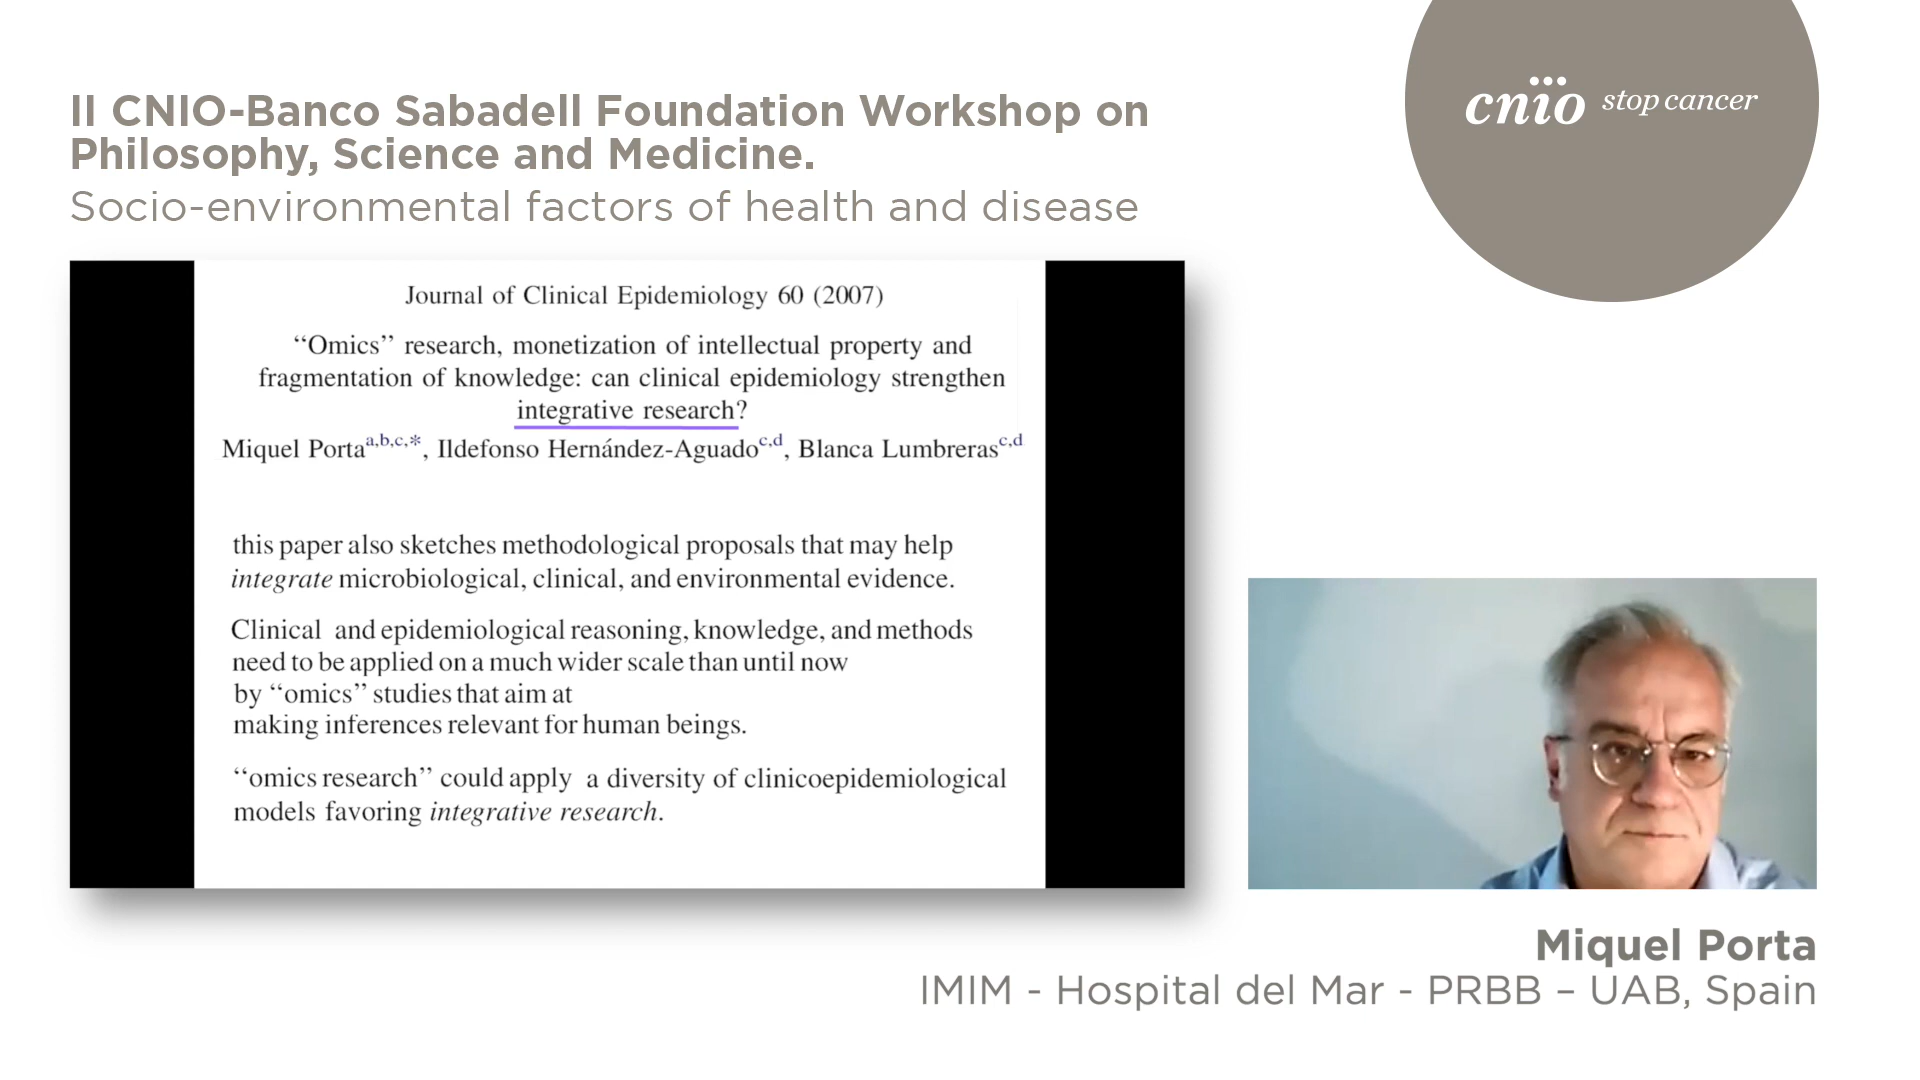 II CNIO-Banco Sabadell Foundation Workshop on
Philosophy, Science and Medicine.
Socio-environmental factors of health and disease
cnio stop cancer
Journal of Clinical Epidemiology 60 (2007)
‘‘Omics’’ research, monetization of intellectual property and
fragmentation of knowledge: can clinical epidemiology strengthen
integrative research?
Miquel Porta a,b,c,*, Ildefonso Hernández-Aguado c,d, Blanca Lumbreras c,d
this paper also sketches methodological proposals that may help
integrate microbiological, clinical, and environmental evidence.
Clinical and epidemiological reasoning, knowledge, and methods
need to be applied on a much wider scale than until now
by ‘‘omics’’ studies that aim at
making inferences relevant for human beings.
‘‘omics research’’ could apply a diversity of clinicoepidemiological
models favoring integrative research.
Miquel Porta
IMIM - Hospital del Mar - PRBB – UAB, Spain